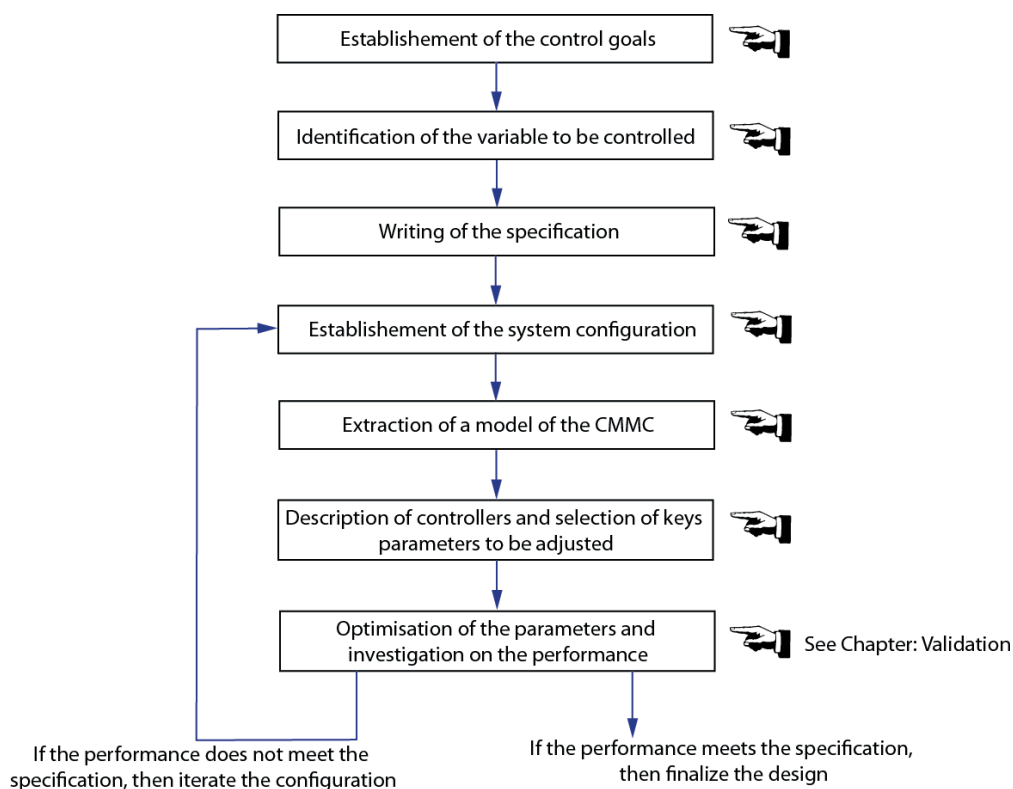 Establishement of the control goals
Identification of the variable to be controlled
Writing of the specification
Establishement of the system configuration
Extraction of a model of the CMMC
Description of controllers and selection of keys
parameters to be adjusted
Optimisation of the parameters and
investigation on the performance
See Chapter: Validation
If the performance does not meet the
specification, then iterate the configuration
If the performance meets the specification,
then finalize the design